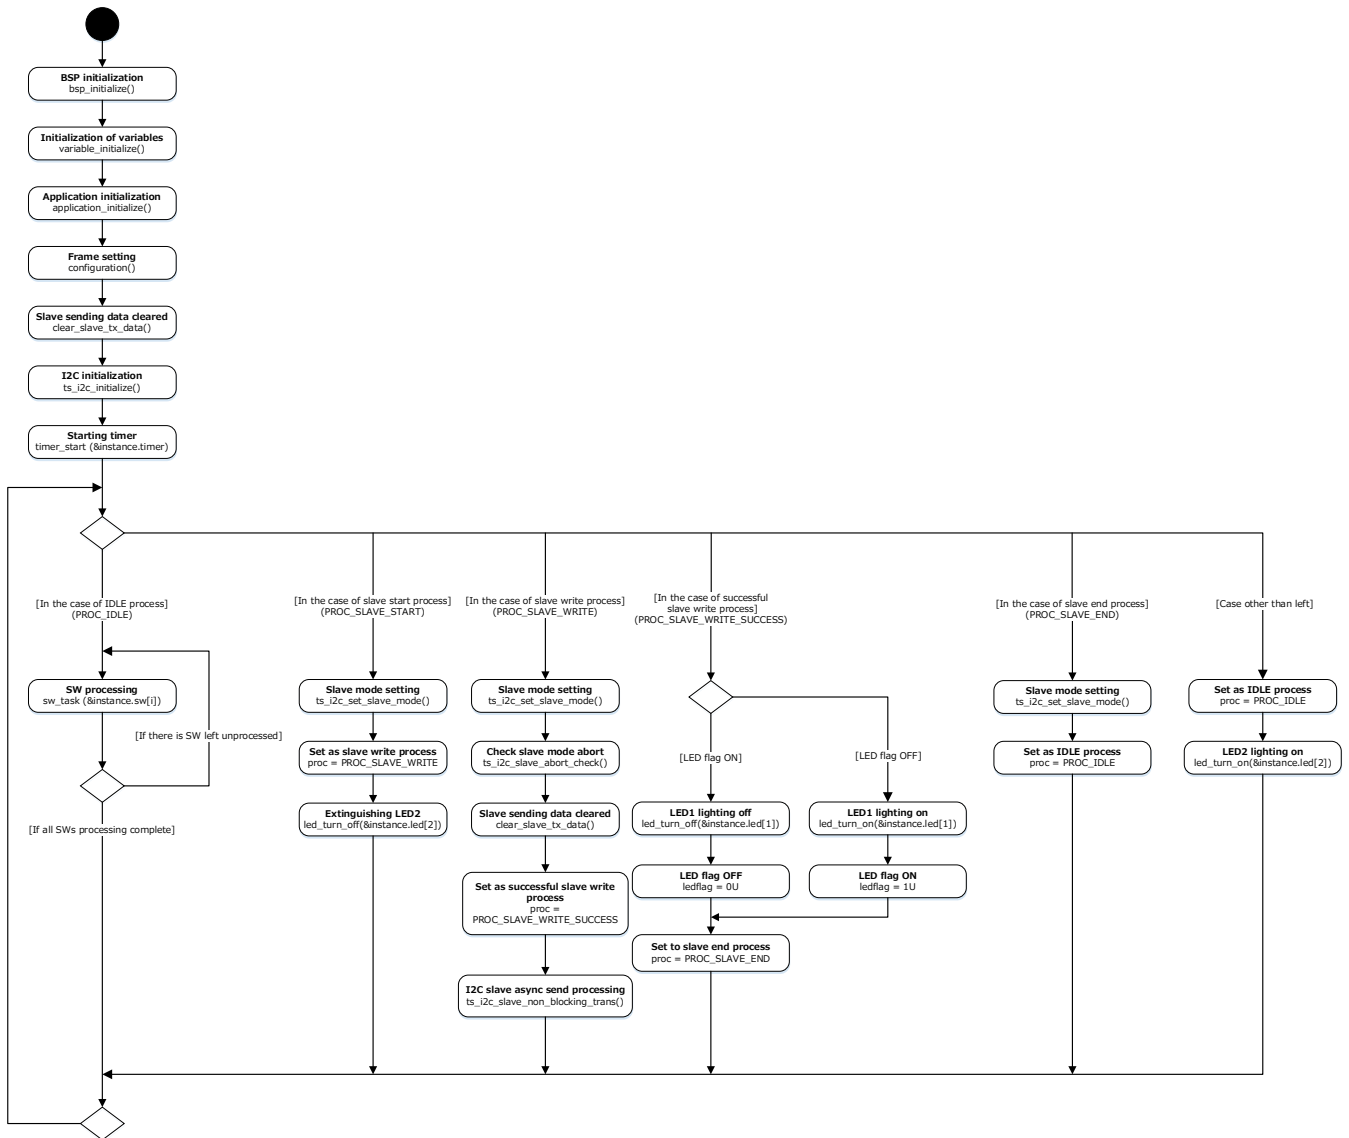 BSP initialization
bsp_initialize()
Initialization of variables
variable_initialize()
Application initialization
application_initialize()
Frame setting
configuration()
Slave sending data cleared
clear_slave_tx_data()
I2C initialization
ts_i2c_initialize()
Starting timer
timer_start (&instance.timer)
[In the case of IDLE process]
(PROC_IDLE)
SW processing
sw_task (&instance.sw[i])
[If there is SW left unprocessed]
[If all SWs processing complete]
[In the case of slave start process]
(PROC_SLAVE_START)
Slave mode setting
ts_i2c_set_slave_mode()
Set as slave write process
proc = PROC_SLAVE_WRITE
Extinguishing LED2
led_turn_off(&instance.led[2])
[In the case of slave write process]
(PROC_SLAVE_WRITE)
Slave mode setting
ts_i2c_set_slave_mode()
Check slave mode abort
ts_i2c_slave_abort_check()
Slave sending data cleared
clear_slave_tx_data()
Set as successful slave write
process
proc =
PROC_SLAVE_WRITE_SUCCESS
I2C slave async send processing
ts_i2c_slave_non_blocking_trans()
[In the case of successful
slave write process]
(PROC_SLAVE_WRITE_SUCCESS)
[LED flag ON]
LED1 lighting off
led_turn_off(&instance.led[1])
LED flag OFF
ledflag = 0U
[LED flag OFF]
LED1 lighting on
led_turn_on(&instance.led[1])
LED flag ON
ledflag = 1U
Set to slave end process
proc = PROC_SLAVE_END
[In the case of slave end process]
(PROC_SLAVE_END)
Slave mode setting
ts_i2c_set_slave_mode()
Set as IDLE process
proc = PROC_IDLE
[Case other than left]
Set as IDLE process
proc = PROC_IDLE
LED2 lighting on
led_turn_on(&instance.led[2])